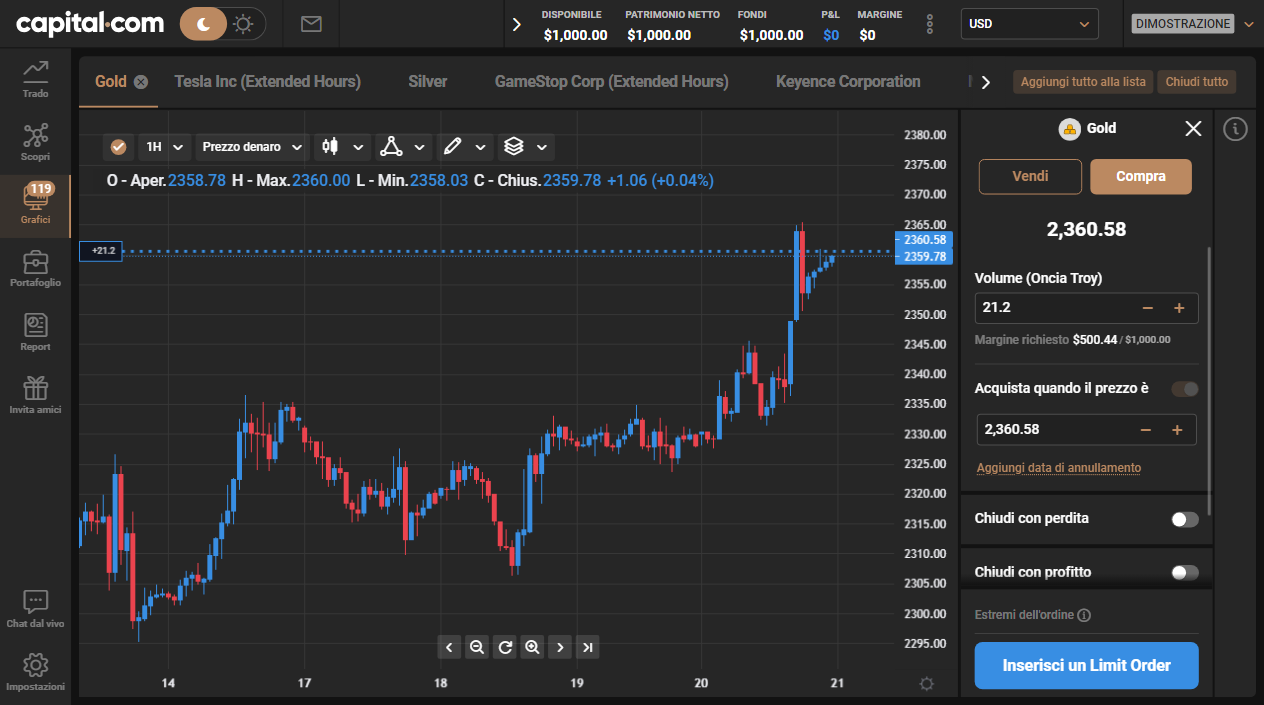 capital.com
DISPONIBILE PATRIMONIO NETTO FONDI P&L MARGINE
$1,000.00 $1,000.00 $1,000.00 $0 $0
USD
DIMOSTRAZIONE
Trado
Scopri
119
Grafici
Portafoglio
Report
Invita amici
Chat dal vivo
Impostazioni
Gold Tesla Inc (Extended Hours) Silver GameStop Corp (Extended Hours) Keyence Corporation
Aggiungi tutto alla lista Chiudi tutto
1H Prezzo denaro
O - Aper.2358.78 H - Max.2360.00 L - Min.2358.03 C - Chius.2359.78 +1.06 (+0.04%)
+21.2
2380.00
2375.00
2370.00
2365.00
2360.58
2359.78
2355.00
2350.00
2345.00
2340.00
2335.00
2330.00
2325.00
2320.00
2315.00
2310.00
2305.00
2300.00
2295.00
14 17 18 19 20 21
Gold
Vendi Compra
2,360.58
Volume (Oncia Troy)
21.2
Margine richiesto $500.44 / $1,000.00
Acquista quando il prezzo è
2,360.58
Aggiungi data di annullamento
Chiudi con perdita
Chiudi con profitto
Estremi dell'ordine
Inserisci un Limit Order